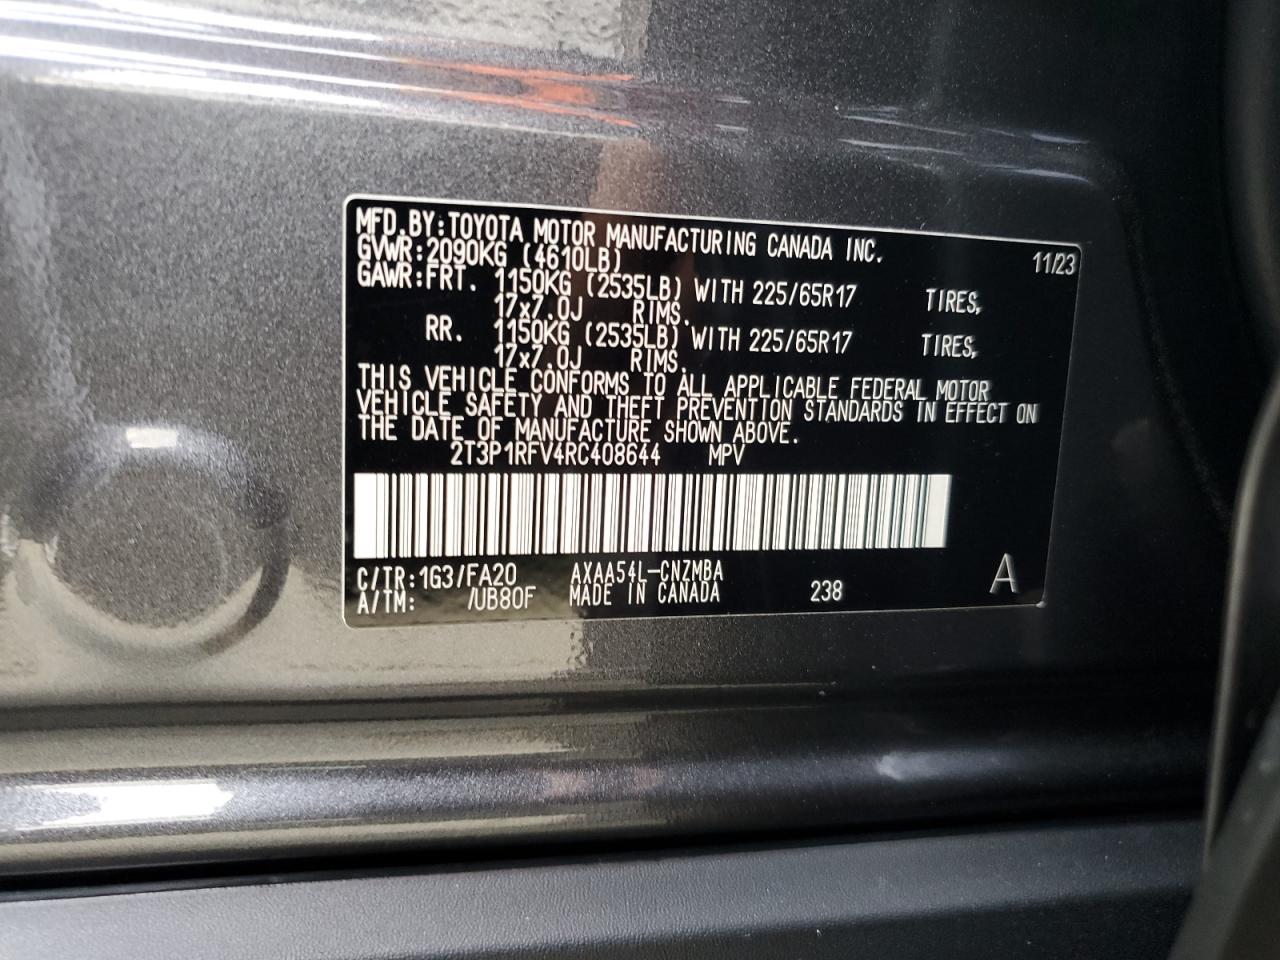 MFD.BY:TOYOTA MOTOR MANUFACTURING CANADA INC. 11/23
GVWR:2090KG (4610LB)
GAWR:FRT. 1150KG (2535LB) WITH 225/65R17 TIRES,
17x7.0J RIMS.
RR. 1150KG (2535LB) WITH 225/65R17 TIRES,
17x7.0J RIMS.
THIS VEHICLE CONFORMS TO ALL APPLICABLE FEDERAL MOTOR
VEHICLE SAFETY AND THEFT PREVENTION STANDARDS IN EFFECT ON
THE DATE OF MANUFACTURE SHOWN ABOVE.
2T3P1RFV4RC408644 MPV
C/TR:1G3/FA20 AXAA54L-CNZMBA
A/TM: /UB80F MADE IN CANADA 238 A